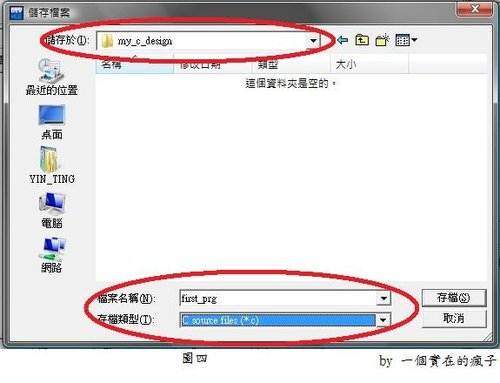 儲存檔案
儲存於(I): my_c_design
名稱 修改日期 類型 大小
這個資料夾是空的。
最近的位置
桌面
YIN_TING
電腦
網路
檔案名稱(N): first_prg 存檔(S)
存檔類型(T): C source files (*.c) 取消
圖四
by 一個實在的瘋子